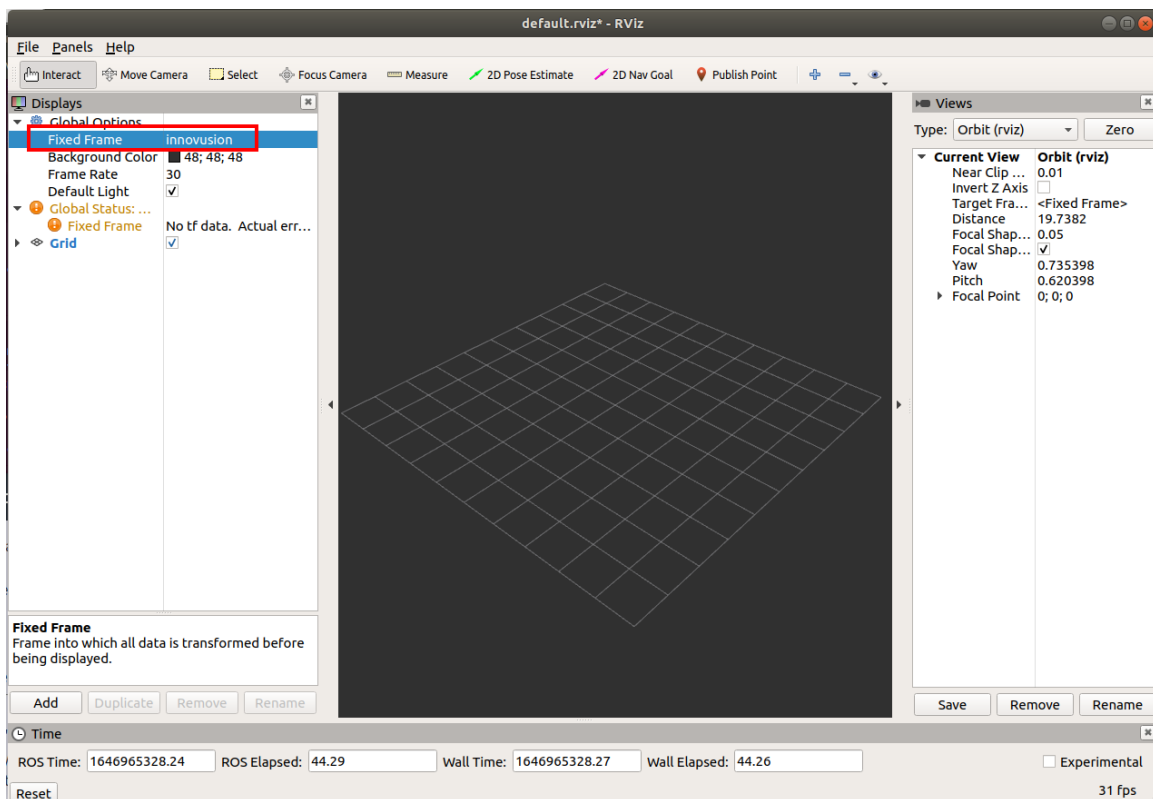 default.rviz* - RViz
File Panels Help
Interact Move Camera Select Focus Camera Measure 2D Pose Estimate 2D Nav Goal Publish Point
Displays
Global Options
Fixed Frame innovusion
Background Color 48; 48; 48
Frame Rate 30
Default Light
Global Status: ...
Fixed Frame No tf data. Actual err...
Grid
Fixed Frame
Frame into which all data is transformed before
being displayed.
Add Duplicate Remove Rename
Views
Type: Orbit (rviz) Zero
Current View Orbit (rviz)
Near Clip ... 0.01
Invert Z Axis
Target Fra... <Fixed Frame>
Distance 19.7382
Focal Shap... 0.05
Focal Shap...
Yaw 0.735398
Pitch 0.620398
Focal Point 0; 0; 0
Save Remove Rename
Time
ROS Time: 1646965328.24 ROS Elapsed: 44.29 Wall Time: 1646965328.27 Wall Elapsed: 44.26 Experimental
Reset 31 fps